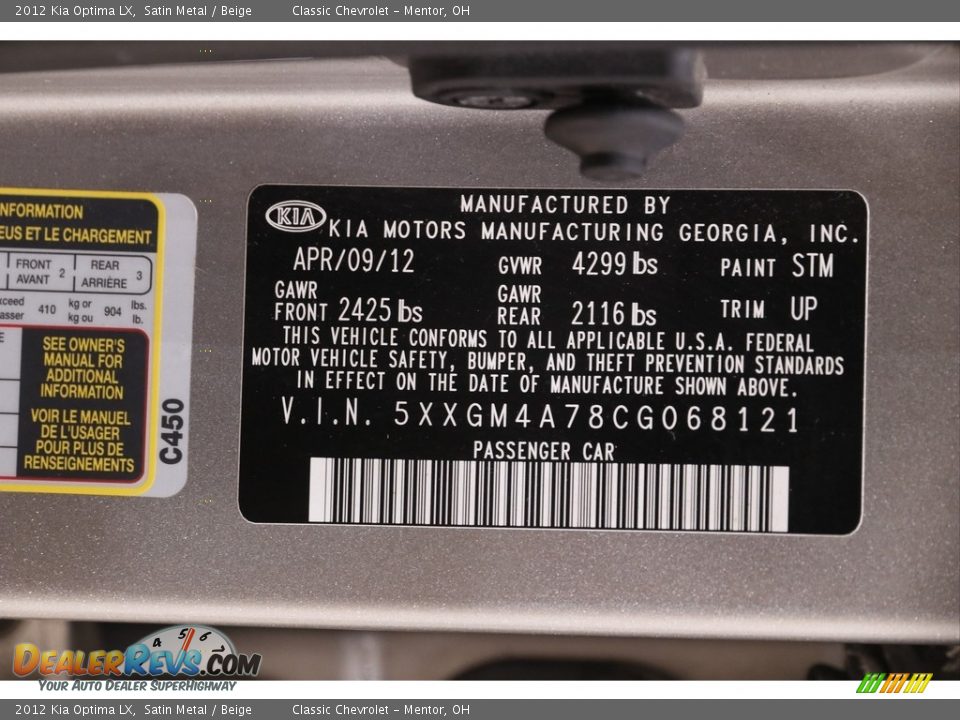 2012 Kia Optima LX, Satin Metal / Beige Classic Chevrolet - Mentor, OH
NFORMATION
EUS ET LE CHARGEMENT
FRONT AVANT 2 REAR ARRIÈRE 3
410 kg or kg ou 904 lbs. lb.
SEE OWNER'S
MANUAL FOR
ADDITIONAL
INFORMATION
VOIR LE MANUEL
DE L'USAGER
POUR PLUS DE
RENSEIGNEMENTS
C450
KIA
MANUFACTURED BY
KIA MOTORS MANUFACTURING GEORGIA, INC.
APR/09/12 GVWR 4299 lbs PAINT STM
GAWR FRONT 2425 lbs GAWR REAR 2116 lbs TRIM UP
THIS VEHICLE CONFORMS TO ALL APPLICABLE U.S.A. FEDERAL
MOTOR VEHICLE SAFETY, BUMPER, AND THEFT PREVENTION STANDARDS
IN EFFECT ON THE DATE OF MANUFACTURE SHOWN ABOVE.
V.I.N. 5XXGM4A78CG068121
PASSENGER CAR
4 5 6
DEALERREVS.COM
YOUR AUTO DEALER SUPERHIGHWAY
2012 Kia Optima LX, Satin Metal / Beige Classic Chevrolet - Mentor, OH